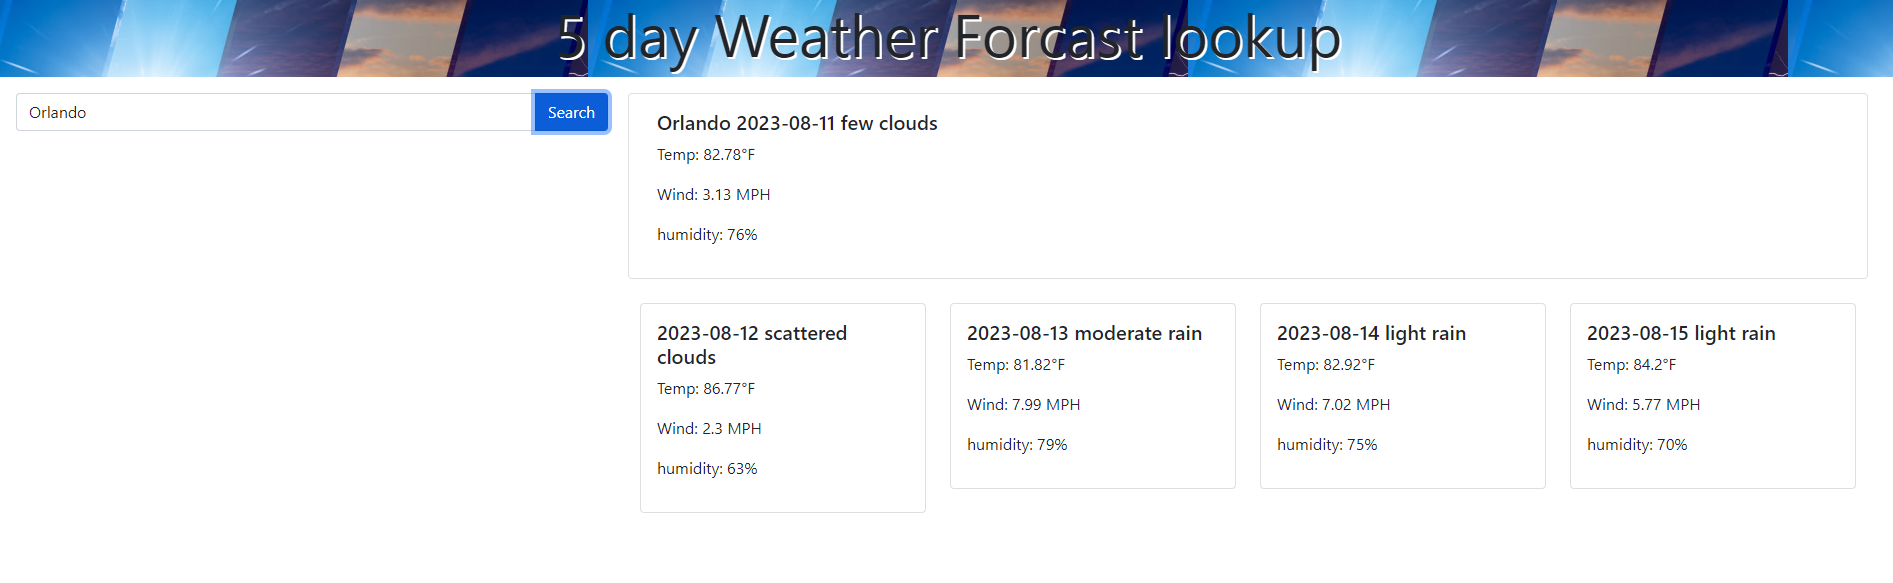 5 day Weather Forcast lookup
Orlando
Search
Orlando 2023-08-11 few clouds
Temp: 82.78°F
Wind: 3.13 MPH
humidity: 76%
2023-08-12 scattered
clouds
Temp: 86.77°F
Wind: 2.3 MPH
humidity: 63%
2023-08-13 moderate rain
Temp: 81.82°F
Wind: 7.99 MPH
humidity: 79%
2023-08-14 light rain
Temp: 82.92°F
Wind: 7.02 MPH
humidity: 75%
2023-08-15 light rain
Temp: 84.2°F
Wind: 5.77 MPH
humidity: 70%